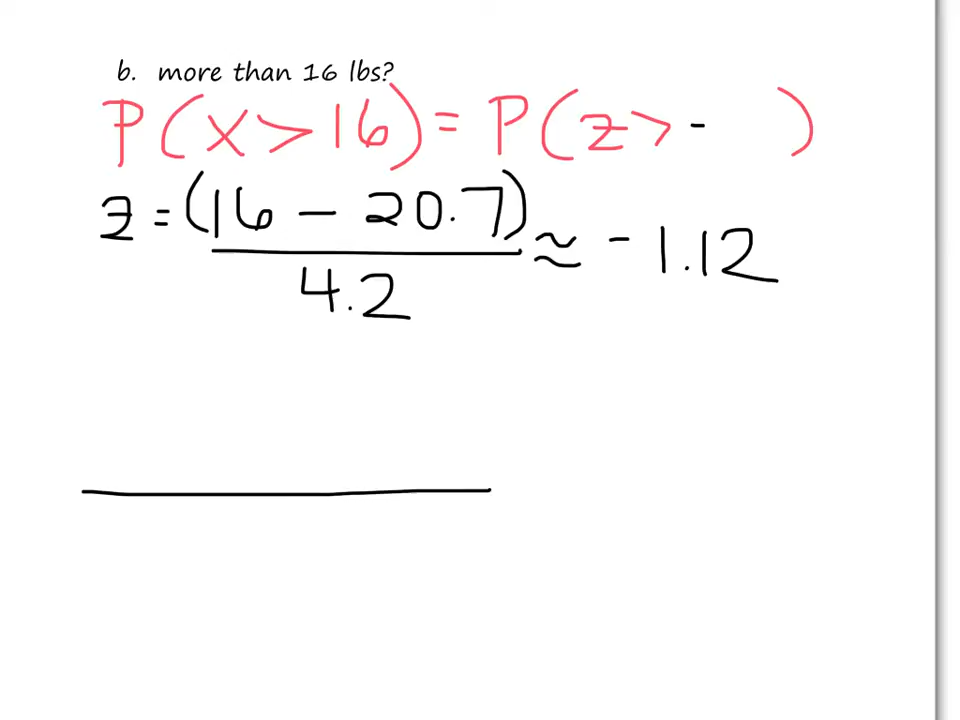 b. more than 16 lbs?
P(x>16)= P(z>- )
z = (16 - 20.7) ≈ -1.12
4.2